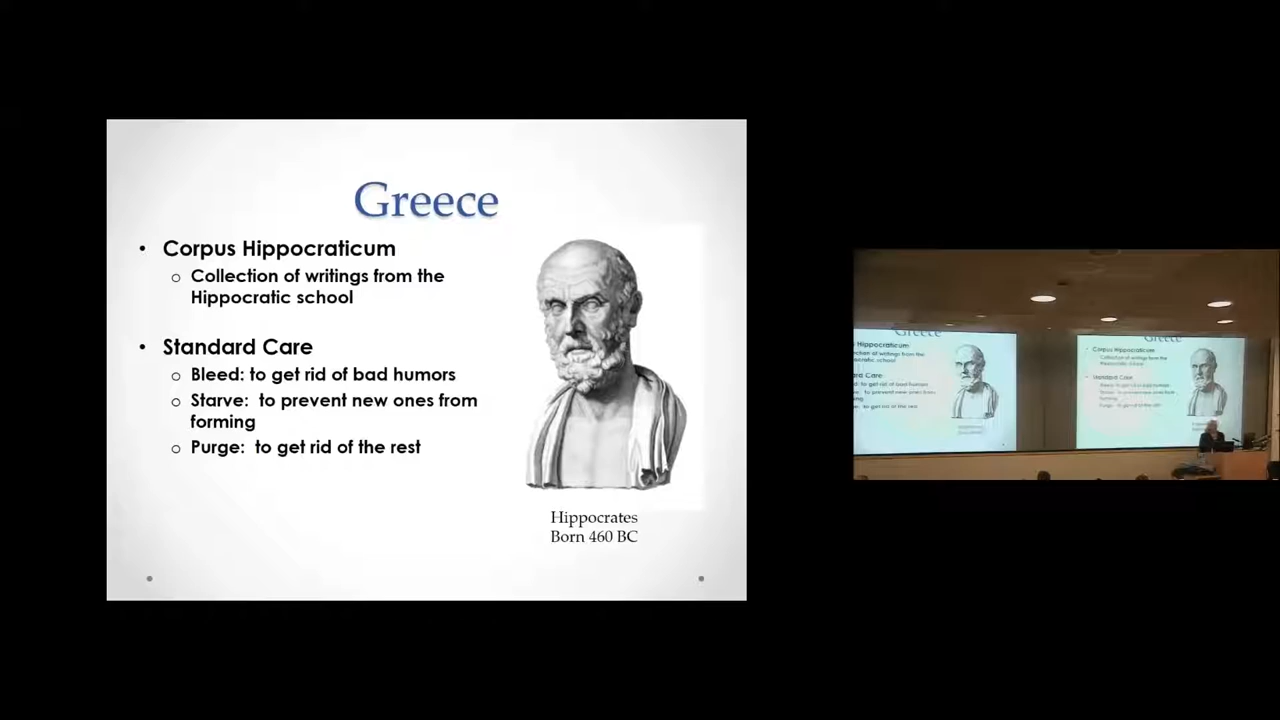 Greece
• Corpus Hippocraticum
o Collection of writings from the
Hippocratic school
• Standard Care
o Bleed: to get rid of bad humors
o Starve: to prevent new ones from
forming
o Purge: to get rid of the rest
Hippocrates
Born 460 BC